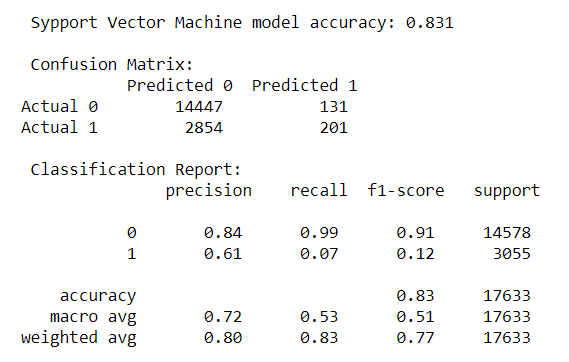 Sypport Vector Machine model accuracy: 0.831
Confusion Matrix:
Predicted 0 Predicted 1
Actual 0 14447 131
Actual 1 2854 201
Classification Report:
precision recall f1-score support
0 0.84 0.99 0.91 14578
1 0.61 0.07 0.12 3055
accuracy 0.83 17633
macro avg 0.72 0.53 0.51 17633
weighted avg 0.80 0.83 0.77 17633